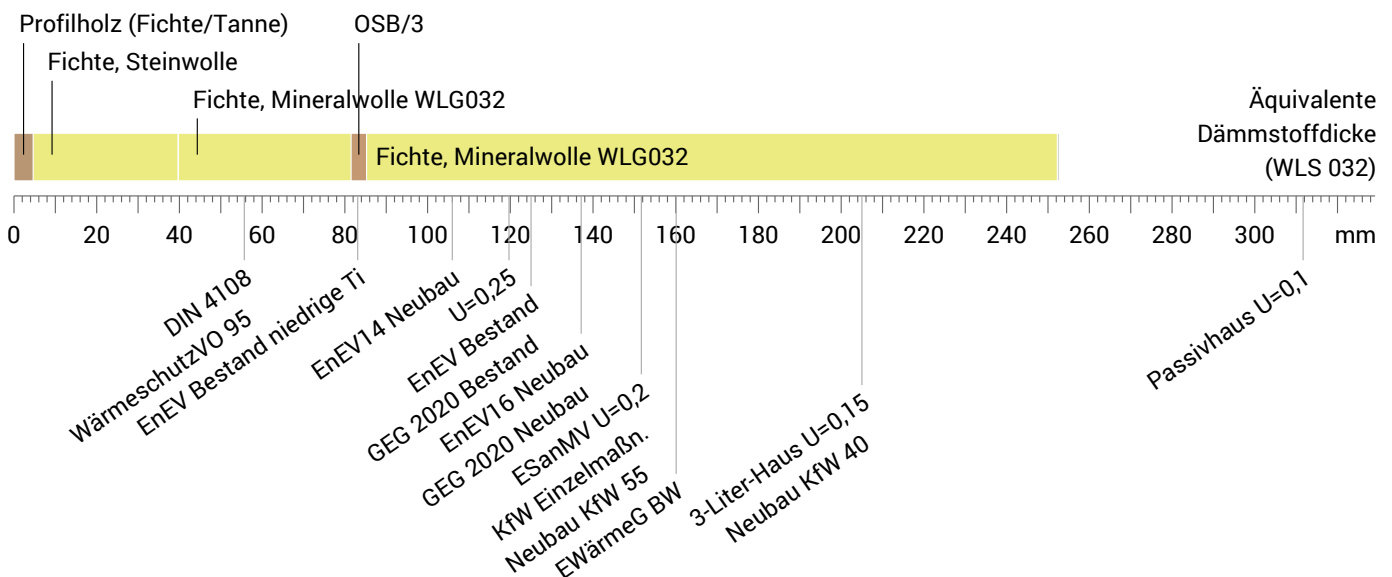 Profilholz (Fichte/Tanne)
OSB/3
Fichte, Steinwolle
Fichte, Mineralwolle WLG032
Äquivalente
Dämmstoffdicke
(WLS 032)
Fichte, Mineralwolle WLG032
0 20 40 60 80 100 120 140 160 180 200 220 240 260 280 300 mm
DIN 4108
WärmeschutzVO 95
EnEV Bestand niedrige Ti
EnEV14 Neubau
U=0,25
EnEV Bestand
GEG 2020 Bestand
EnEV16 Neubau
GEG 2020 Neubau
ESanMV U=0,2
KfW Einzelmaßn.
Neubau KfW 55
EWärmeG BW
3-Liter-Haus U=0,15
Neubau KfW 40
Passivhaus U=0,1